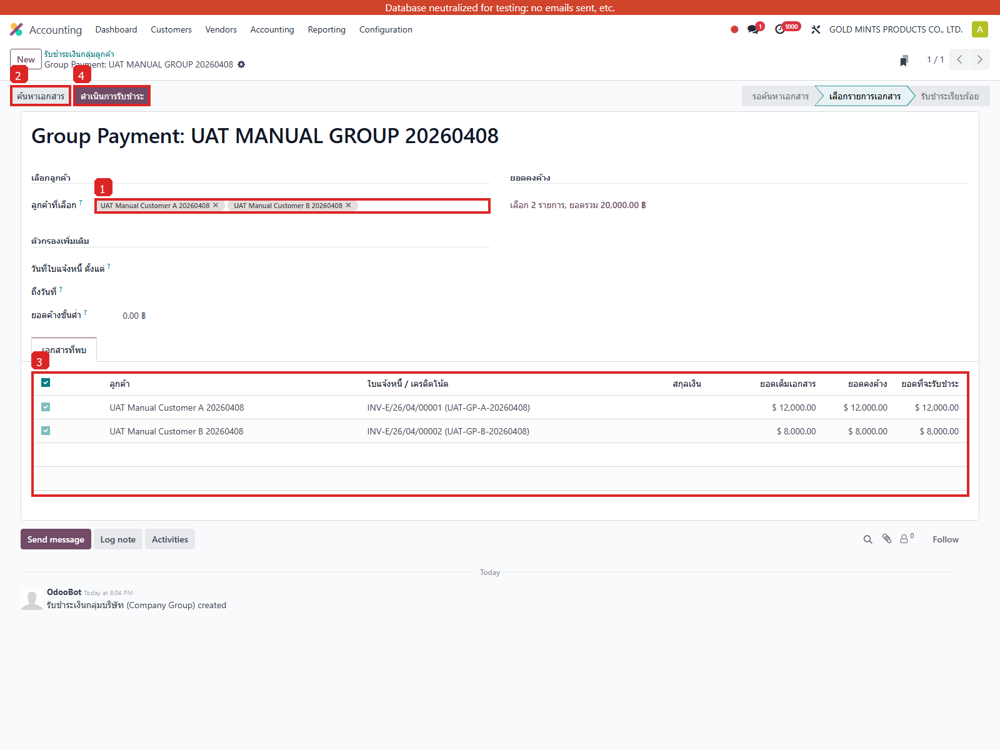 Database neutralized for testing: no emails sent, etc.
Accounting Dashboard Customers Vendors Accounting Reporting Configuration 1 1000 GOLD MINTS PRODUCTS CO., LTD. A
New รับชำระเงินกลุ่มลูกค้า
Group Payment: UAT MANUAL GROUP 20260408 1 / 1
2 4
ค้นหาเอกสาร ดำเนินการรับชำระ รอค้นหาเอกสาร เลือกรายการเอกสาร รับชำระเรียบร้อย
Group Payment: UAT MANUAL GROUP 20260408
เลือกลูกค้า ยอดคงค้าง
1
ลูกค้าที่เลือก ? UAT Manual Customer A 20260408 × UAT Manual Customer B 20260408 × เลือก 2 รายการ, ยอดรวม 20,000.00 ฿
ตัวกรองเพิ่มเติม
วันที่ใบแจ้งหนี้ ตั้งแต่ ?
ถึงวันที่ ?
ยอดค้างขั้นต่ำ ? 0.00 ฿
เอกสารที่พบ
3
ลูกค้า ใบแจ้งหนี้ / เครดิตโน้ต สกุลเงิน ยอดเต็มเอกสาร ยอดคงค้าง ยอดที่จะรับชำระ
UAT Manual Customer A 20260408 INV-E/26/04/00001 (UAT-GP-A-20260408) $ 12,000.00 $ 12,000.00 $ 12,000.00
UAT Manual Customer B 20260408 INV-E/26/04/00002 (UAT-GP-B-20260408) $ 8,000.00 $ 8,000.00 $ 8,000.00
Send message Log note Activities 0 Follow
Today
OdooBot Today at 8:04 PM
รับชำระเงินกลุ่มบริษัท (Company Group) created